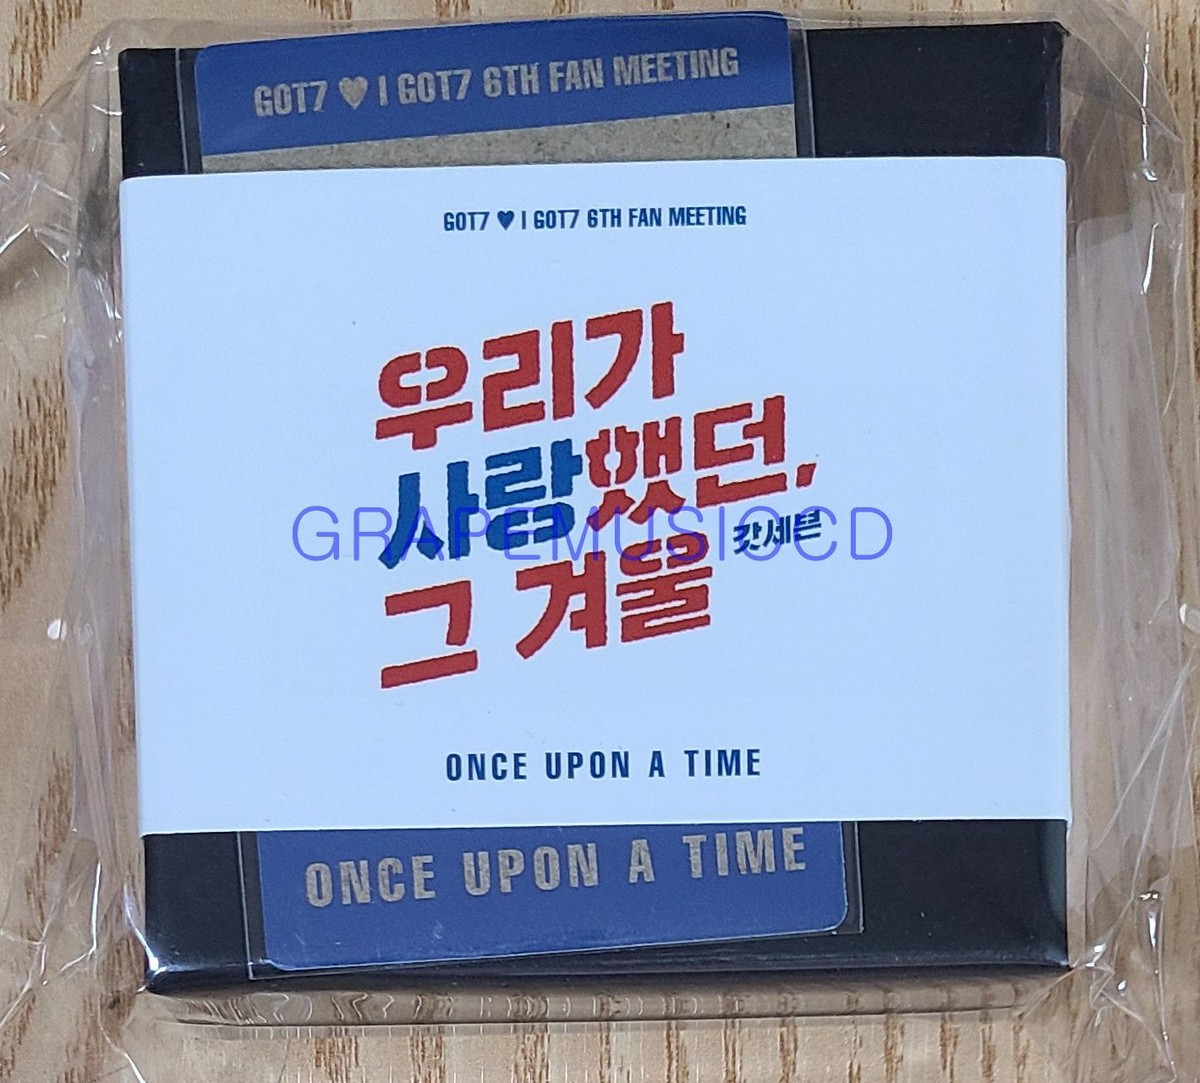 GOT7 ♥ I GOT7 6TH FAN MEETING
GOT7 ♥ I GOT7 6TH FAN MEETING
우리가
사랑했던,
그 겨울
갓세븐
GRAPEMUSICCD
ONCE UPON A TIME
ONCE UPON A TIME